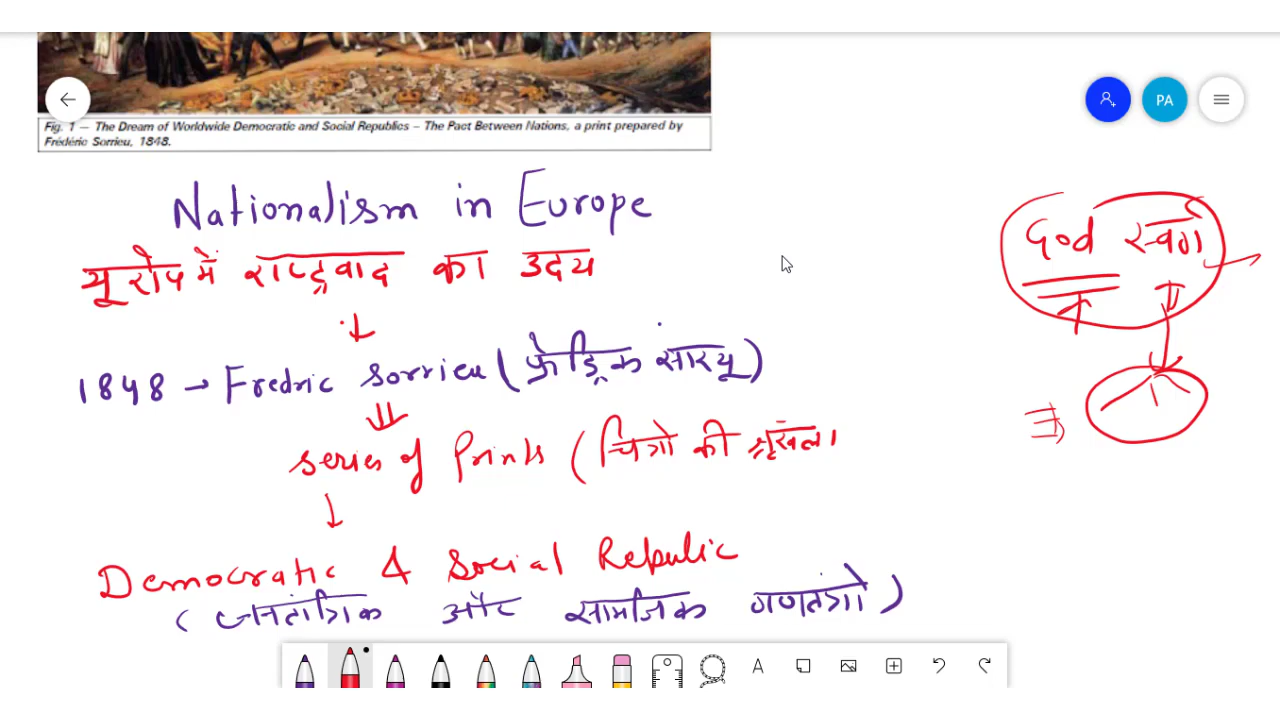 Fig. 1 – The Dream of Worldwide Democratic and Social Republics – The Pact Between Nations, a print prepared by
Frédéric Sorrieu, 1848.
PA
Nationalism in Europe
यूरोप में राष्ट्रवाद का उदय
God स्वर्ग
1848 → Fredric Sorrieu (फ्रेड्रिक सारयू)
series of Prints (चित्रो की श्रृंखला
Democratic & Social Repulic
(जनतांत्रिक और सामाजिक गणतंत्रो)
A